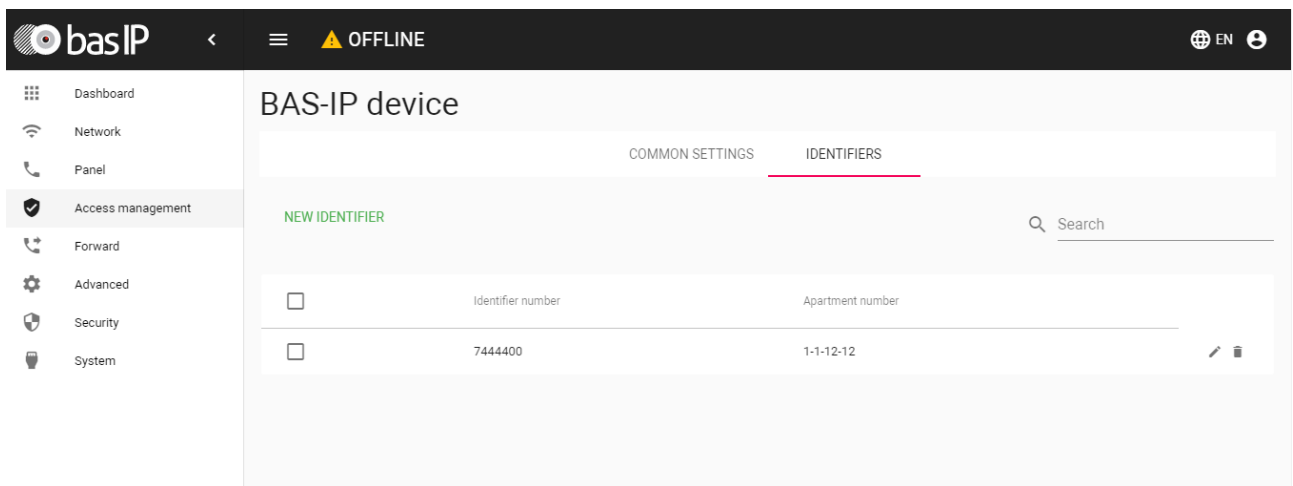 bas IP
OFFLINE
EN
Dashboard
Network
Panel
Access management
Forward
Advanced
Security
System
BAS-IP device
COMMON SETTINGS IDENTIFIERS
NEW IDENTIFIER
Search
Identifier number Apartment number
7444400 1-1-12-12